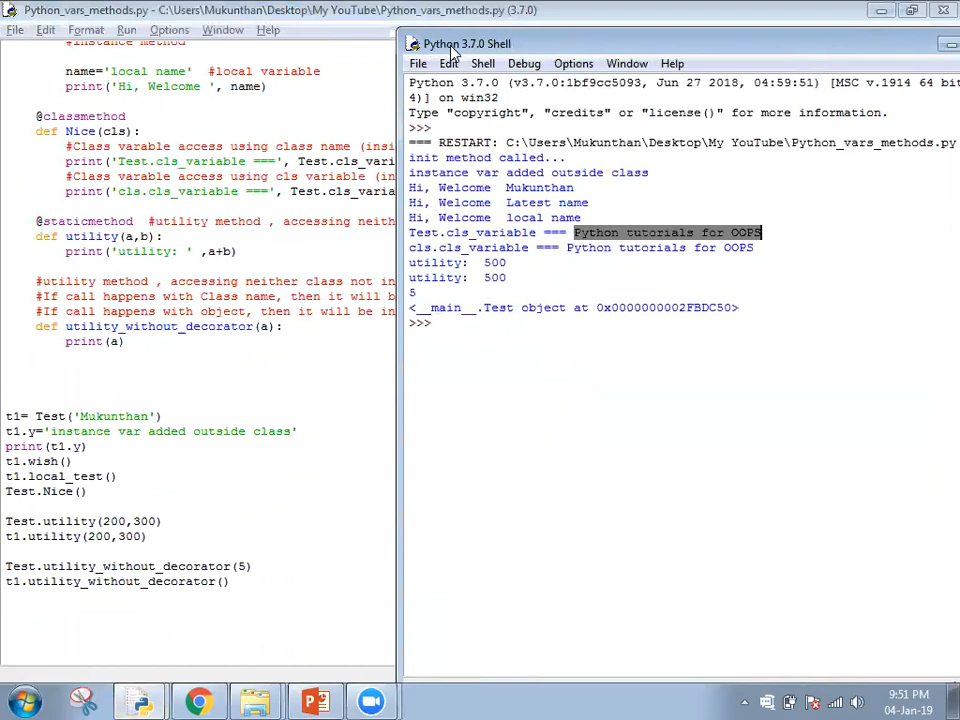 Python_vars_methods.py - C:\Users\Mukunthan\Desktop\My YouTube\Python_vars_methods.py (3.7.0)
File Edit Format Run Options Window Help
#instance method
name='local name'  #local variable
print('Hi, Welcome ', name)
@classmethod
def Nice(cls):
#Class varable access using class name (insi
print('Test.cls_variable ===', Test.cls_vari
#Class varable access using cls variable (in
print('cls.cls_variable ===', Test.cls_varia
@staticmethod  #utility method , accessing neith
def utility(a,b):
print('utility: ' ,a+b)
#utility method , accessing neither class not in
#If call happens with Class name, then it will b
#If call happens with object, then it will be in
def utility_without_decorator(a):
print(a)
t1= Test('Mukunthan')
t1.y='instance var added outside class'
print(t1.y)
t1.wish()
t1.local_test()
Test.Nice()
Test.utility(200,300)
t1.utility(200,300)
Test.utility_without_decorator(5)
t1.utility_without_decorator()
Python 3.7.0 Shell
File Edit Shell Debug Options Window Help
Python 3.7.0 (v3.7.0:1bf9cc5093, Jun 27 2018, 04:59:51) [MSC v.1914 64 bit
4)] on win32
Type "copyright", "credits" or "license()" for more information.
>>>
=== RESTART: C:\Users\Mukunthan\Desktop\My YouTube\Python_vars_methods.py
init method called...
instance var added outside class
Hi, Welcome  Mukunthan
Hi, Welcome  Latest name
Hi, Welcome  local name
Test.cls_variable === Python tutorials for OOPS
cls.cls_variable === Python tutorials for OOPS
utility:  500
utility:  500
5
<__main__.Test object at 0x0000000002FBDC50>
>>>
9:51 PM
04-Jan-19